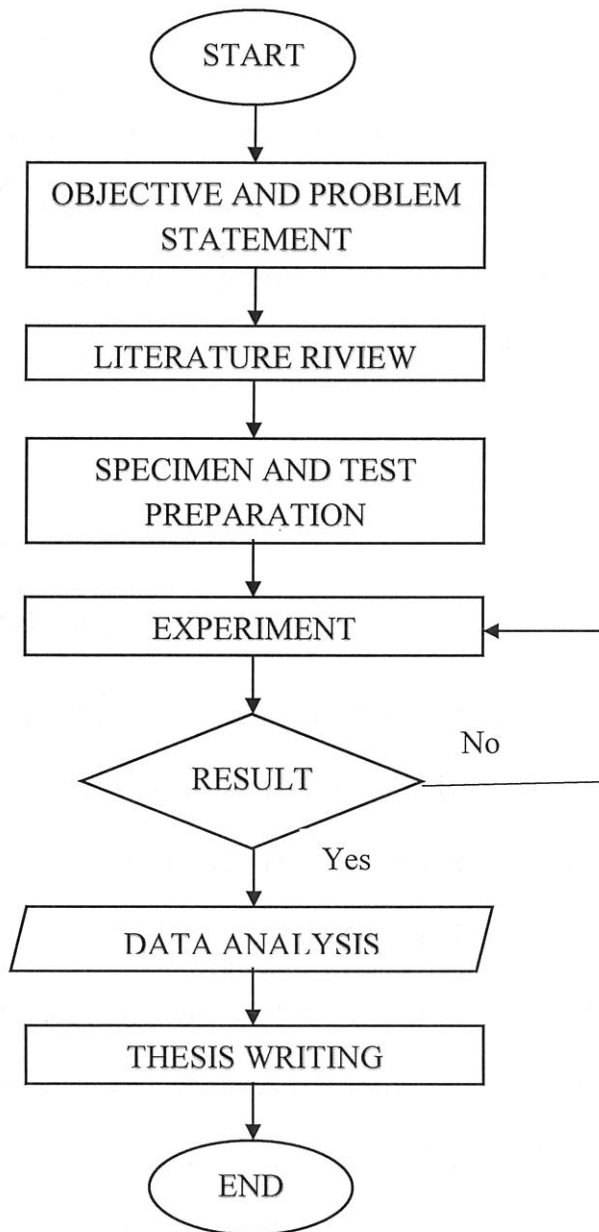 START
OBJECTIVE AND PROBLEM
STATEMENT
LITERATURE RIVIEW
SPECIMEN AND TEST
PREPARATION
EXPERIMENT
RESULT
No
Yes
DATA ANALYSIS
THESIS WRITING
END